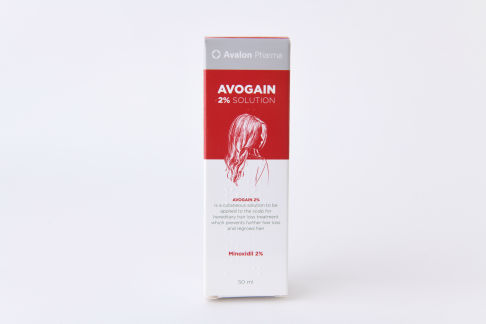 Avalon Pharma
AVOGAIN
2% SOLUTION
AVOGAIN 2%
is a cutaneous solution to be
applied to the scalp for
hereditary hair loss treatment
which prevents further hair loss
and regrows hair
Minoxidil 2%
50 ml